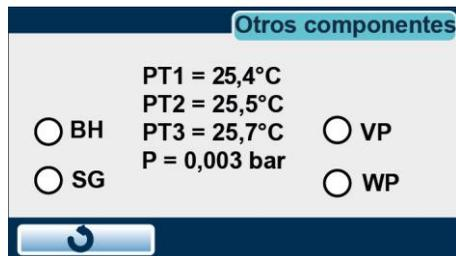 Otros componentes
PT1 = 25,4°C
PT2 = 25,5°C
BH PT3 = 25,7°C VP
P = 0,003 bar
SG WP